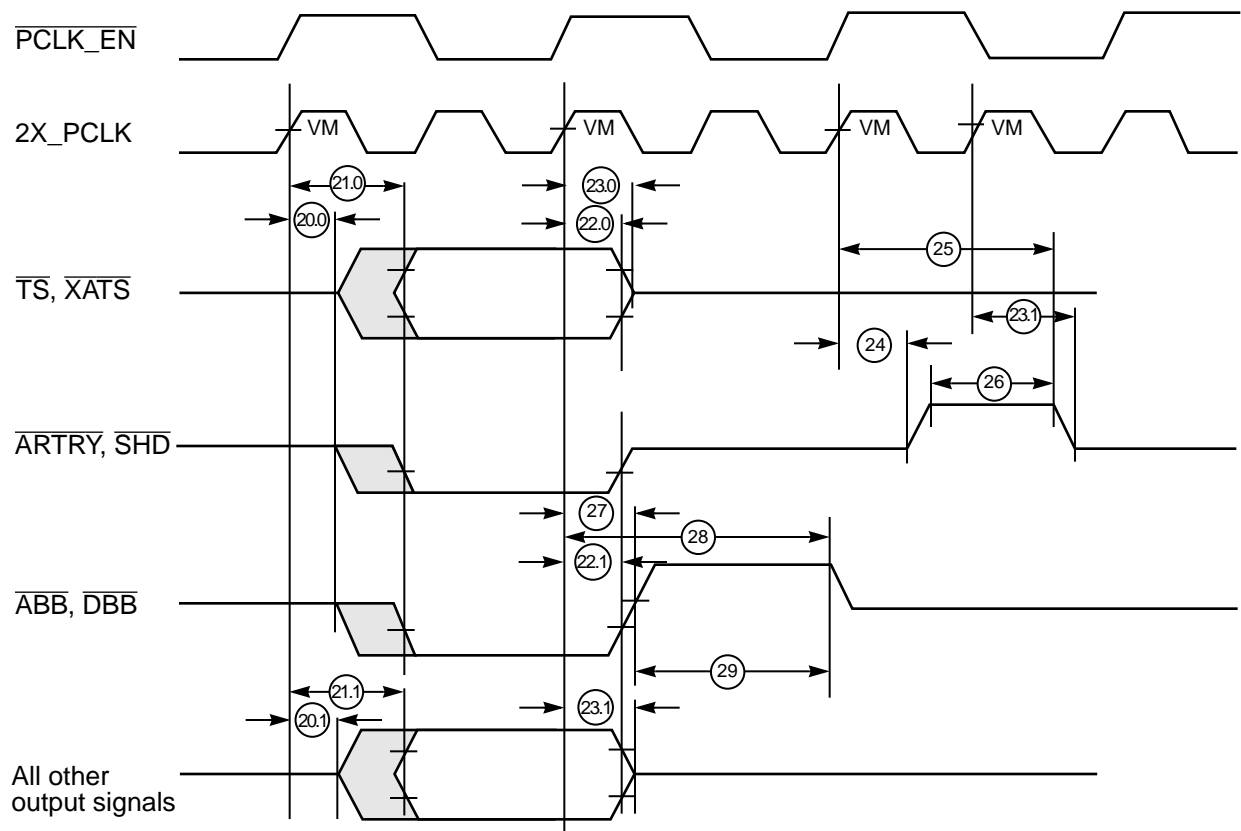 PCLK_EN
2X_PCLK
VM
VM
VM
VM
21.0
23.0
20.0
22.0
25
TS, XATS
23.1
24
26
ARTRY, SHD
27
28
22.1
ABB, DBB
29
21.1
23.1
20.1
All other
output signals